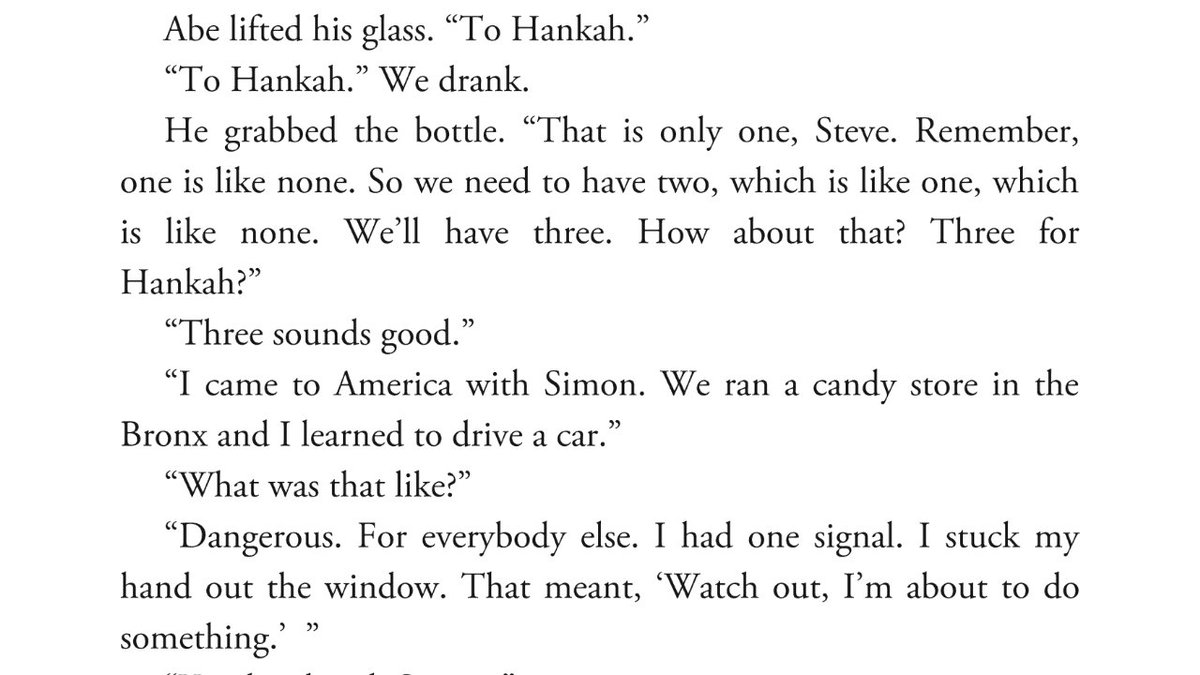 Abe lifted his glass. “To Hankah.”
“To Hankah.” We drank.
He grabbed the bottle. “That is only one, Steve. Remember,
one is like none. So we need to have two, which is like one, which
is like none. We’ll have three. How about that? Three for
Hankah?”
“Three sounds good.”
“I came to America with Simon. We ran a candy store in the
Bronx and I learned to drive a car.”
“What was that like?”
“Dangerous. For everybody else. I had one signal. I stuck my
hand out the window. That meant, ‘Watch out, I’m about to do
something.’ ”